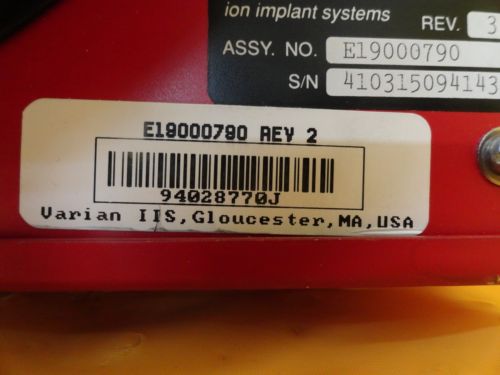 ion implant systems
REV. 3
ASSY. NO. E19000790
S/N 410315094143
E19000790 REV 2
94028770J
Varian IIS,Gloucester,MA,USA